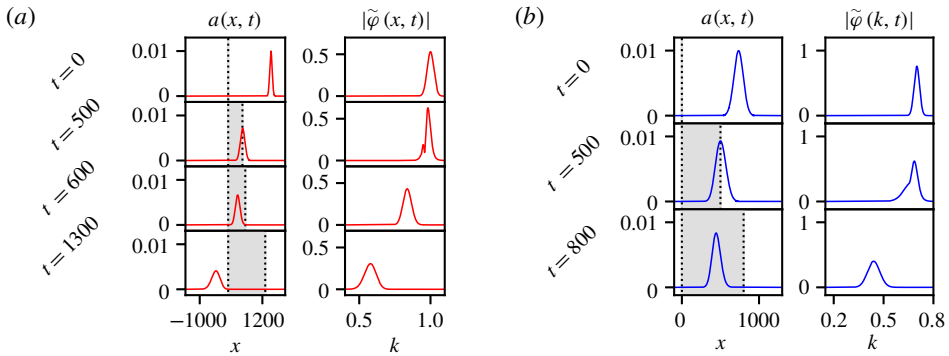 (a)
a(x, t)
|φ̃(x, t)|
t = 0
0.01
0
0.5
0
t = 500
0.01
0
0.5
0
t = 600
0.01
0
0.5
0
t = 1300
0.01
0
0.5
0
−1000 1200
0.5 1.0
x
k
(b)
a(x, t)
|φ̃(k, t)|
t = 0
0.01
0
1
0
t = 500
0.01
0
1
0
t = 800
0.01
0
1
0
0 1000
0.2 0.5 0.8
x
k